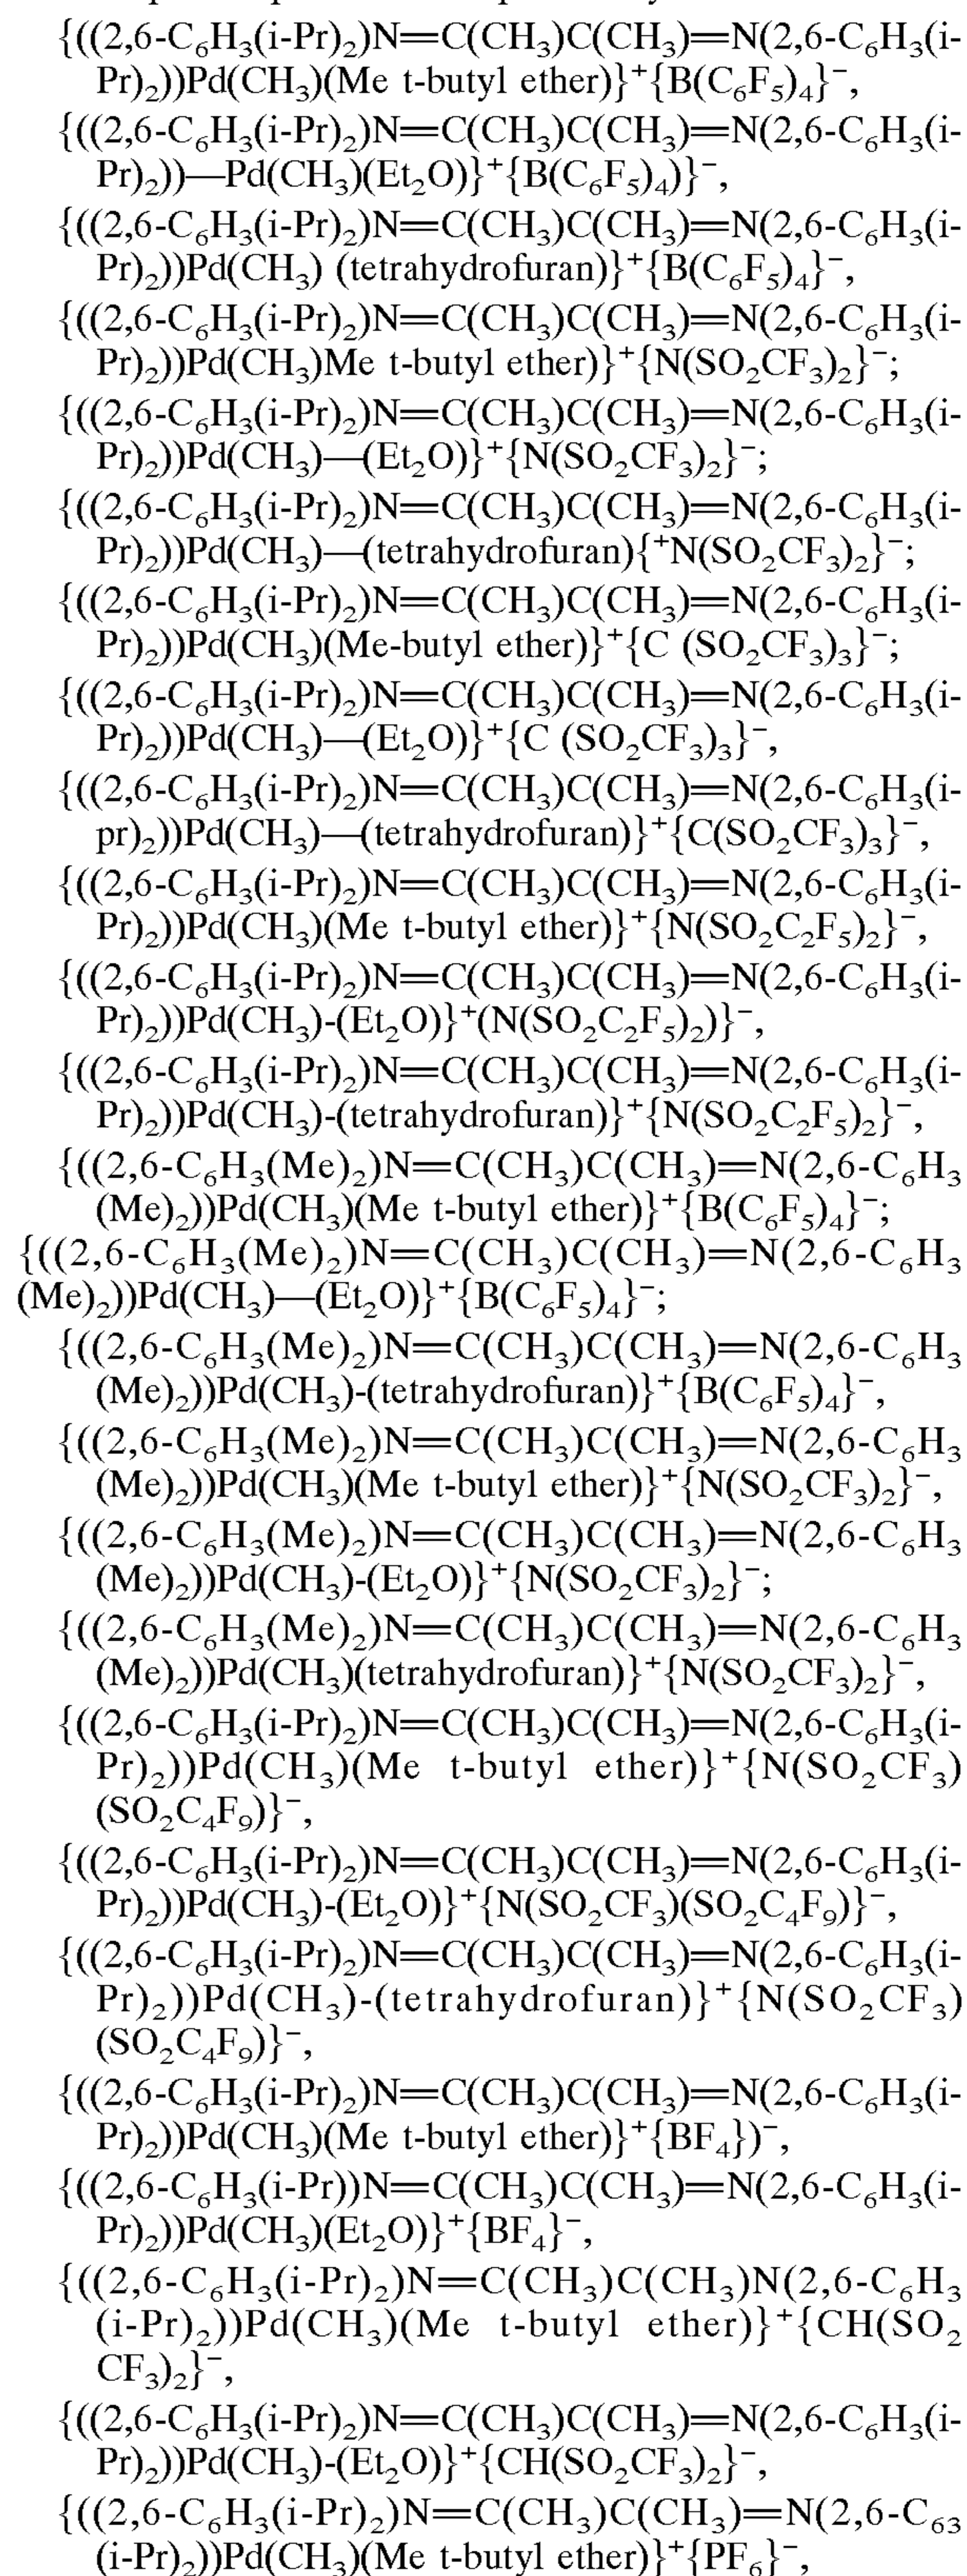 {((2,6-C₆H₃(i-Pr)₂)N═C(CH₃)C(CH₃)═N(2,6-C₆H₃(i-
Pr)₂))Pd(CH₃)(Me t-butyl ether)}⁺{B(C₆F₅)₄}⁻,
{((2,6-C₆H₃(i-Pr)₂)N═C(CH₃)C(CH₃)═N(2,6-C₆H₃(i-
Pr)₂))—Pd(CH₃)(Et₂O)}⁺{B(C₆F₅)₄)}⁻,
{((2,6-C₆H₃(i-Pr)₂)N═C(CH₃)C(CH₃)═N(2,6-C₆H₃(i-
Pr)₂))Pd(CH₃) (tetrahydrofuran)}⁺{B(C₆F₅)₄}⁻,
{((2,6-C₆H₃(i-Pr)₂)N═C(CH₃)C(CH₃)═N(2,6-C₆H₃(i-
Pr)₂))Pd(CH₃)Me t-butyl ether)}⁺{N(SO₂CF₃)₂}⁻;
{((2,6-C₆H₃(i-Pr)₂)N═C(CH₃)C(CH₃)═N(2,6-C₆H₃(i-
Pr)₂))Pd(CH₃)—(Et₂O)}⁺{N(SO₂CF₃)₂}⁻;
{((2,6-C₆H₃(i-Pr)₂)N═C(CH₃)C(CH₃)═N(2,6-C₆H₃(i-
Pr)₂))Pd(CH₃)—(tetrahydrofuran){⁺N(SO₂CF₃)₂}⁻;
{((2,6-C₆H₃(i-Pr)₂)N═C(CH₃)C(CH₃)═N(2,6-C₆H₃(i-
Pr)₂))Pd(CH₃)(Me-butyl ether)}⁺{C (SO₂CF₃)₃}⁻;
{((2,6-C₆H₃(i-Pr)₂)N═C(CH₃)C(CH₃)═N(2,6-C₆H₃(i-
Pr)₂))Pd(CH₃)—(Et₂O)}⁺{C (SO₂CF₃)₃}⁻,
{((2,6-C₆H₃(i-Pr)₂)N═C(CH₃)C(CH₃)═N(2,6-C₆H₃(i-
pr)₂))Pd(CH₃)—(tetrahydrofuran)}⁺{C(SO₂CF₃)₃}⁻,
{((2,6-C₆H₃(i-Pr)₂)N═C(CH₃)C(CH₃)═N(2,6-C₆H₃(i-
Pr)₂))Pd(CH₃)(Me t-butyl ether)}⁺{N(SO₂C₂F₅)₂}⁻,
{((2,6-C₆H₃(i-Pr)₂)N═C(CH₃)C(CH₃)═N(2,6-C₆H₃(i-
Pr)₂))Pd(CH₃)-(Et₂O)}⁺(N(SO₂C₂F₅)₂)}⁻,
{((2,6-C₆H₃(i-Pr)₂)N═C(CH₃)C(CH₃)═N(2,6-C₆H₃(i-
Pr)₂))Pd(CH₃)-(tetrahydrofuran)}⁺{N(SO₂C₂F₅)₂}⁻,
{((2,6-C₆H₃(Me)₂)N═C(CH₃)C(CH₃)═N(2,6-C₆H₃
(Me)₂))Pd(CH₃)(Me t-butyl ether)}⁺{B(C₆F₅)₄}⁻;
{((2,6-C₆H₃(Me)₂)N═C(CH₃)C(CH₃)═N(2,6-C₆H₃
(Me)₂))Pd(CH₃)—(Et₂O)}⁺{B(C₆F₅)₄}⁻;
{((2,6-C₆H₃(Me)₂)N═C(CH₃)C(CH₃)═N(2,6-C₆H₃
(Me)₂))Pd(CH₃)-(tetrahydrofuran)}⁺{B(C₆F₅)₄}⁻,
{((2,6-C₆H₃(Me)₂)N═C(CH₃)C(CH₃)═N(2,6-C₆H₃
(Me)₂))Pd(CH₃)(Me t-butyl ether)}⁺{N(SO₂CF₃)₂}⁻,
{((2,6-C₆H₃(Me)₂)N═C(CH₃)C(CH₃)═N(2,6-C₆H₃
(Me)₂))Pd(CH₃)-(Et₂O)}⁺{N(SO₂CF₃)₂}⁻;
{((2,6-C₆H₃(Me)₂)N═C(CH₃)C(CH₃)═N(2,6-C₆H₃
(Me)₂))Pd(CH₃)(tetrahydrofuran)}⁺{N(SO₂CF₃)₂}⁻,
{((2,6-C₆H₃(i-Pr)₂)N═C(CH₃)C(CH₃)═N(2,6-C₆H₃(i-
Pr)₂))Pd(CH₃)(Me t-butyl ether)}⁺{N(SO₂CF₃)
(SO₂C₄F₉)}⁻,
{((2,6-C₆H₃(i-Pr)₂)N═C(CH₃)C(CH₃)═N(2,6-C₆H₃(i-
Pr)₂))Pd(CH₃)-(Et₂O)}⁺{N(SO₂CF₃)(SO₂C₄F₉)}⁻,
{((2,6-C₆H₃(i-Pr)₂)N═C(CH₃)C(CH₃)═N(2,6-C₆H₃(i-
Pr)₂))Pd(CH₃)-(tetrahydrofuran)}⁺{N(SO₂CF₃)
(SO₂C₄F₉)}⁻,
{((2,6-C₆H₃(i-Pr)₂)N═C(CH₃)C(CH₃)═N(2,6-C₆H₃(i-
Pr)₂))Pd(CH₃)(Me t-butyl ether)}⁺{BF₄})⁻,
{((2,6-C₆H₃(i-Pr))N═C(CH₃)C(CH₃)═N(2,6-C₆H₃(i-
Pr)₂))Pd(CH₃)(Et₂O)}⁺{BF₄}⁻,
{((2,6-C₆H₃(i-Pr)₂)N═C(CH₃)C(CH₃)N(2,6-C₆H₃
(i-Pr)₂))Pd(CH₃)(Me t-butyl ether)}⁺{CH(SO₂
CF₃)₂}⁻,
{((2,6-C₆H₃(i-Pr)₂)N═C(CH₃)C(CH₃)═N(2,6-C₆H₃(i-
Pr)₂))Pd(CH₃)-(Et₂O)}⁺{CH(SO₂CF₃)₂}⁻,
{((2,6-C₆H₃(i-Pr)₂)N═C(CH₃)C(CH₃)═N(2,6-C₆₃
(i-Pr)₂))Pd(CH₃)(Me t-butyl ether)}⁺{PF₆}⁻,